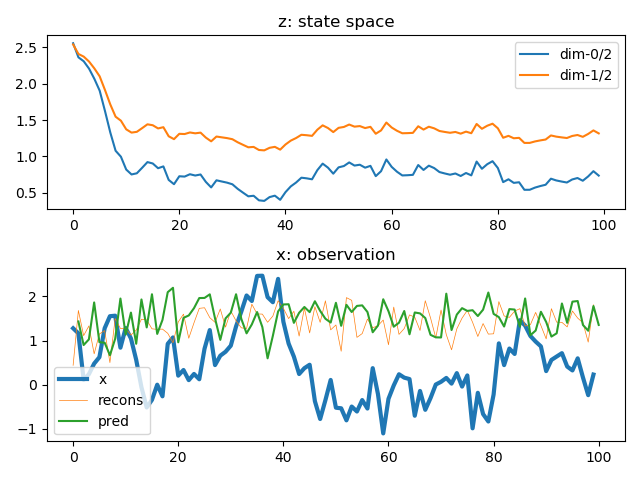 z: state space
2.5
2.0
1.5
1.0
0.5
dim-0/2
dim-1/2
0 20 40 60 80 100
x: observation
2
1
0
−1
x
recons
pred
0 20 40 60 80 100